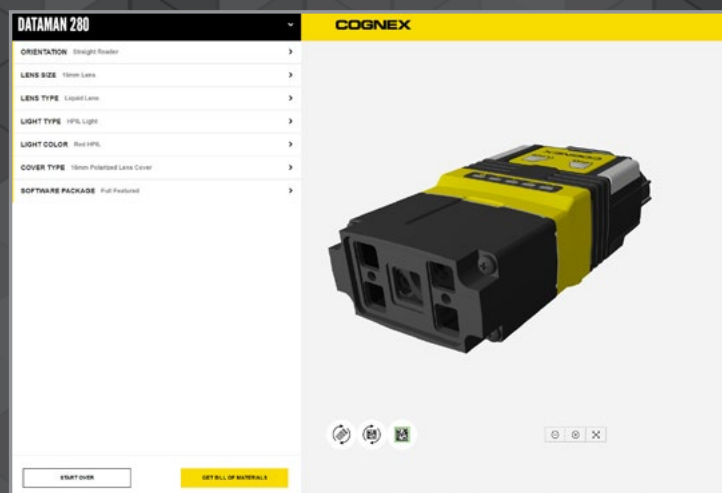 DATAMAN 280
COGNEX
ORIENTATION Straight Reader
LENS SIZE 16mm Lens
LENS TYPE Liquid Lens
LIGHT TYPE HPIL Light
LIGHT COLOR Red HPIL
COVER TYPE 16mm Polarized Lens Cover
SOFTWARE PACKAGE Full Featured
COGNEX
START OVER
GET BILL OF MATERIALS